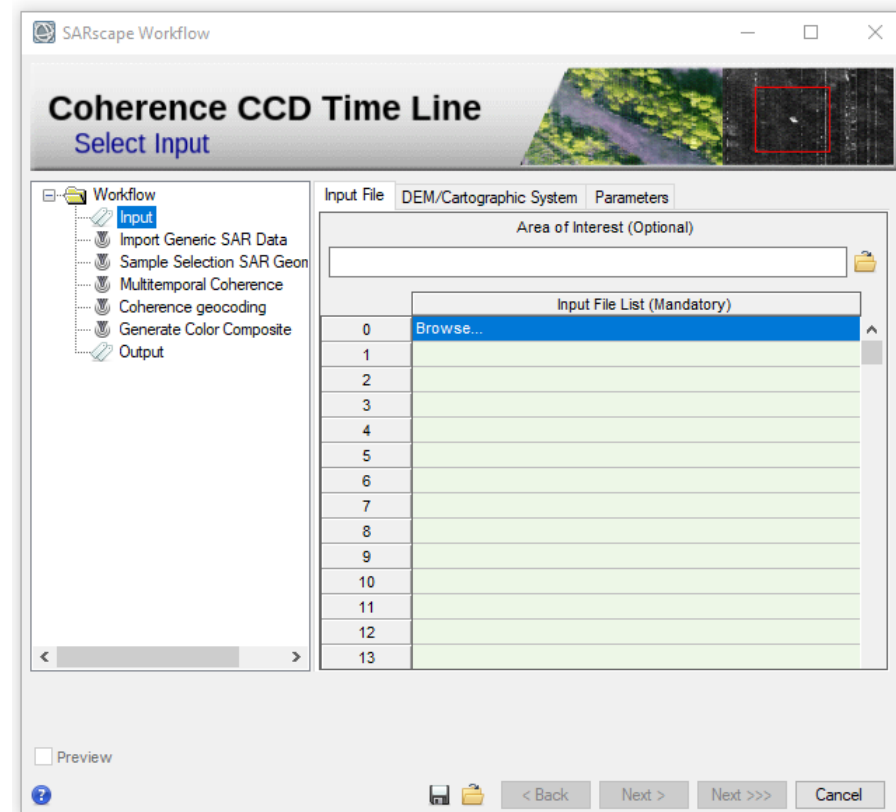 SARscape Workflow
Coherence CCD Time Line
Select Input
Workflow
Input
Import Generic SAR Data
Sample Selection SAR Geon
Multitemporal Coherence
Coherence geocoding
Generate Color Composite
Output
Input File
DEM/Cartographic System
Parameters
Area of Interest (Optional)
Input File List (Mandatory)
0 Browse...
1
2
3
4
5
6
7
8
9
10
11
12
13
Preview
?
< Back
Next >
Next >>>
Cancel